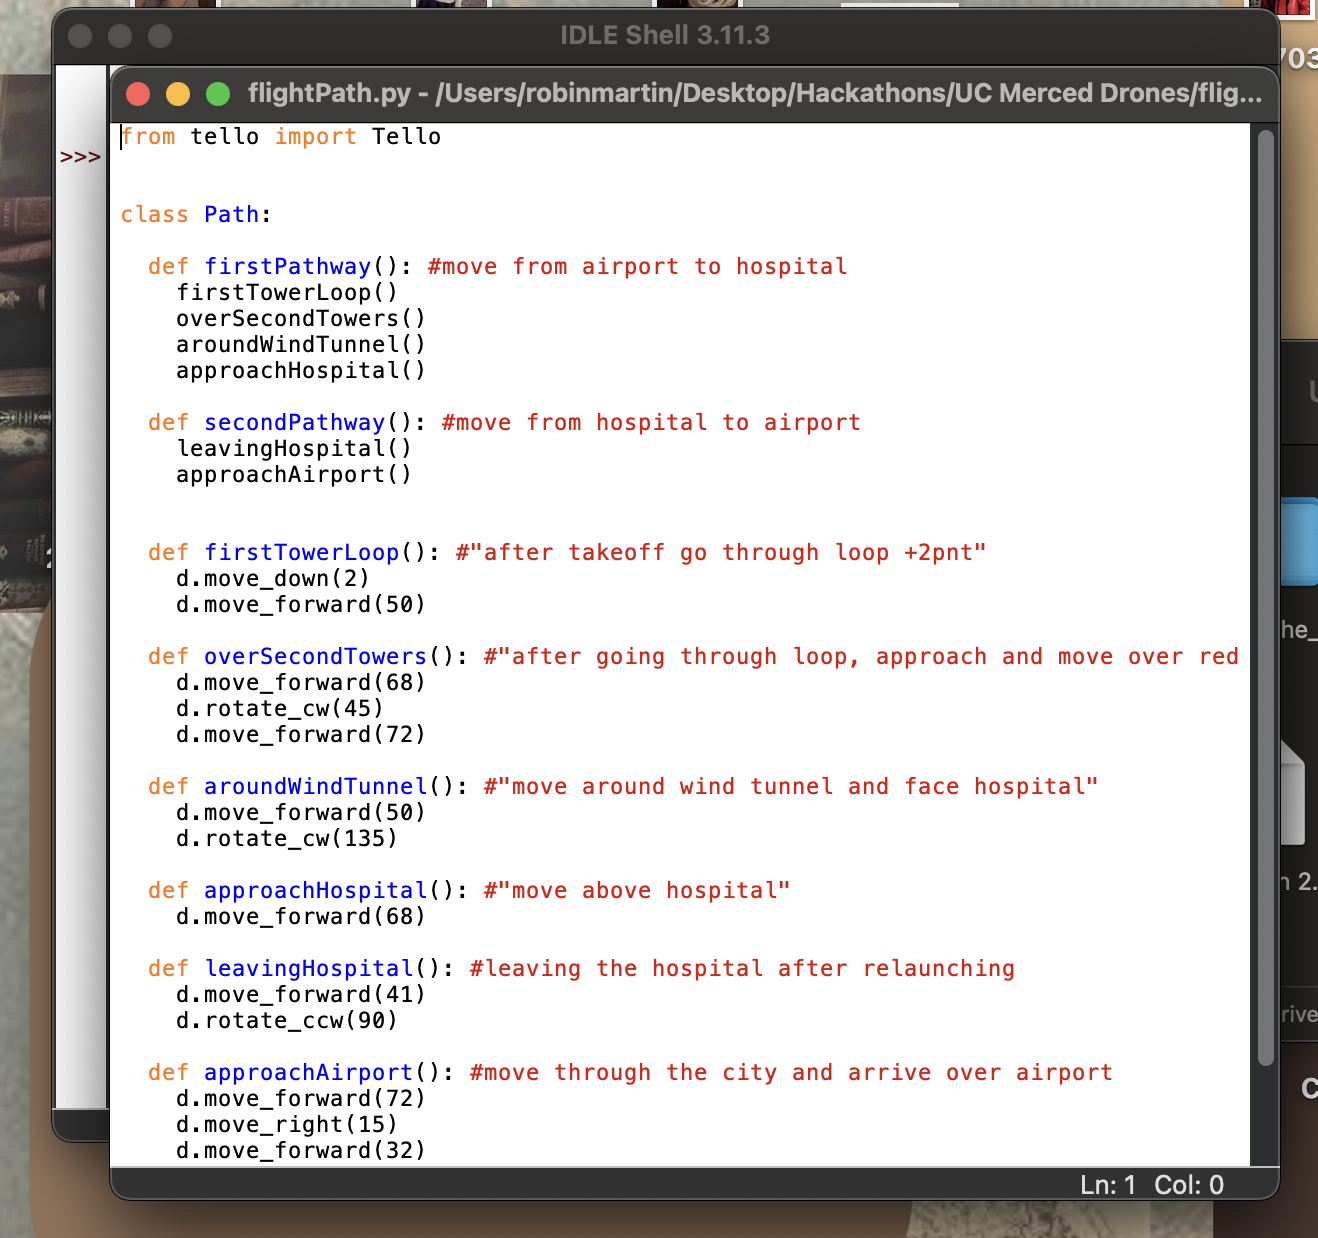 IDLE Shell 3.11.3
flightPath.py - /Users/robinmartin/Desktop/Hackathons/UC Merced Drones/flig...
>>>
from tello import Tello
class Path:
def firstPathway(): #move from airport to hospital
firstTowerLoop()
overSecondTowers()
aroundWindTunnel()
approachHospital()
def secondPathway(): #move from hospital to airport
leavingHospital()
approachAirport()
def firstTowerLoop(): #"after takeoff go through loop +2pnt"
d.move_down(2)
d.move_forward(50)
def overSecondTowers(): #"after going through loop, approach and move over red
d.move_forward(68)
d.rotate_cw(45)
d.move_forward(72)
def aroundWindTunnel(): #"move around wind tunnel and face hospital"
d.move_forward(50)
d.rotate_cw(135)
def approachHospital(): #"move above hospital"
d.move_forward(68)
def leavingHospital(): #leaving the hospital after relaunching
d.move_forward(41)
d.rotate_ccw(90)
def approachAirport(): #move through the city and arrive over airport
d.move_forward(72)
d.move_right(15)
d.move_forward(32)
Ln: 1 Col: 0